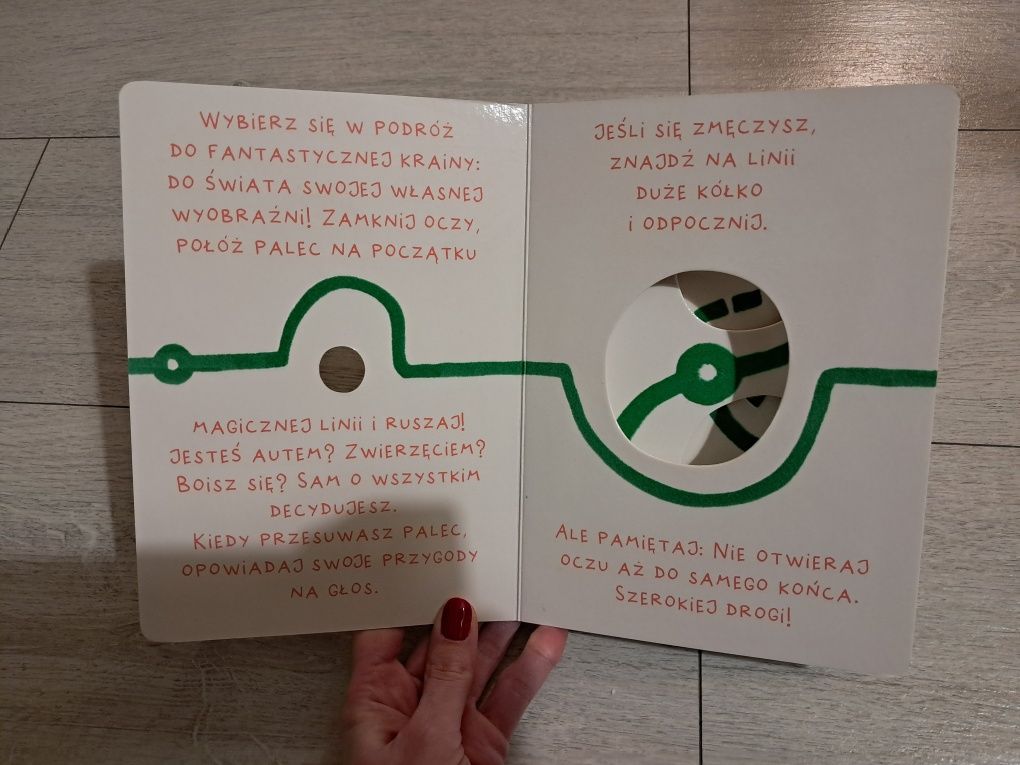 WYBIERZ SIĘ W PODRÓŻ
DO FANTASTYCZNEJ KRAINY:
DO ŚWIATA SWOJEJ WŁASNEJ
WYOBRAŹNI! ZAMKNIJ OCZY,
POŁÓŻ PALEC NA POCZĄTKU
MAGICZNEJ LINII I RUSZAJ!
JESTEŚ AUTEM? ZWIERZĘCIEM?
BOISZ SIĘ? SAM O WSZYSTKIM
DECYDUJESZ.
KIEDY PRZESUWASZ PALEC,
OPOWIADAJ SWOJE PRZYGODY
NA GŁOS.
JEŚLI SIĘ ZMĘCZYSZ,
ZNAJDŹ NA LINII
DUŻE KÓŁKO
I ODPOCZNIJ.
ALE PAMIĘTAJ: NIE OTWIERAJ
OCZU AŻ DO SAMEGO KOŃCA.
SZEROKIEJ DROGI!